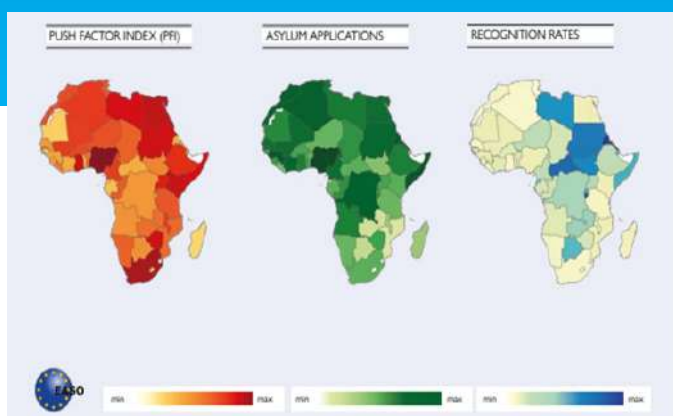 PUSH FACTOR INDEX (PFI)
ASYLUM APPLICATIONS
RECOGNITION RATES
EASO
min
max
min
max
min
max